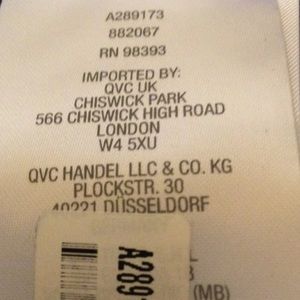 A289173
882067
RN 98393
IMPORTED BY:
QVC UK
CHISWICK PARK
566 CHISWICK HIGH ROAD
LONDON
W4 5XU
QVC HANDEL LLC & CO. KG
PLOCKSTR. 30
40221 DÜSSELDORF
(MB)